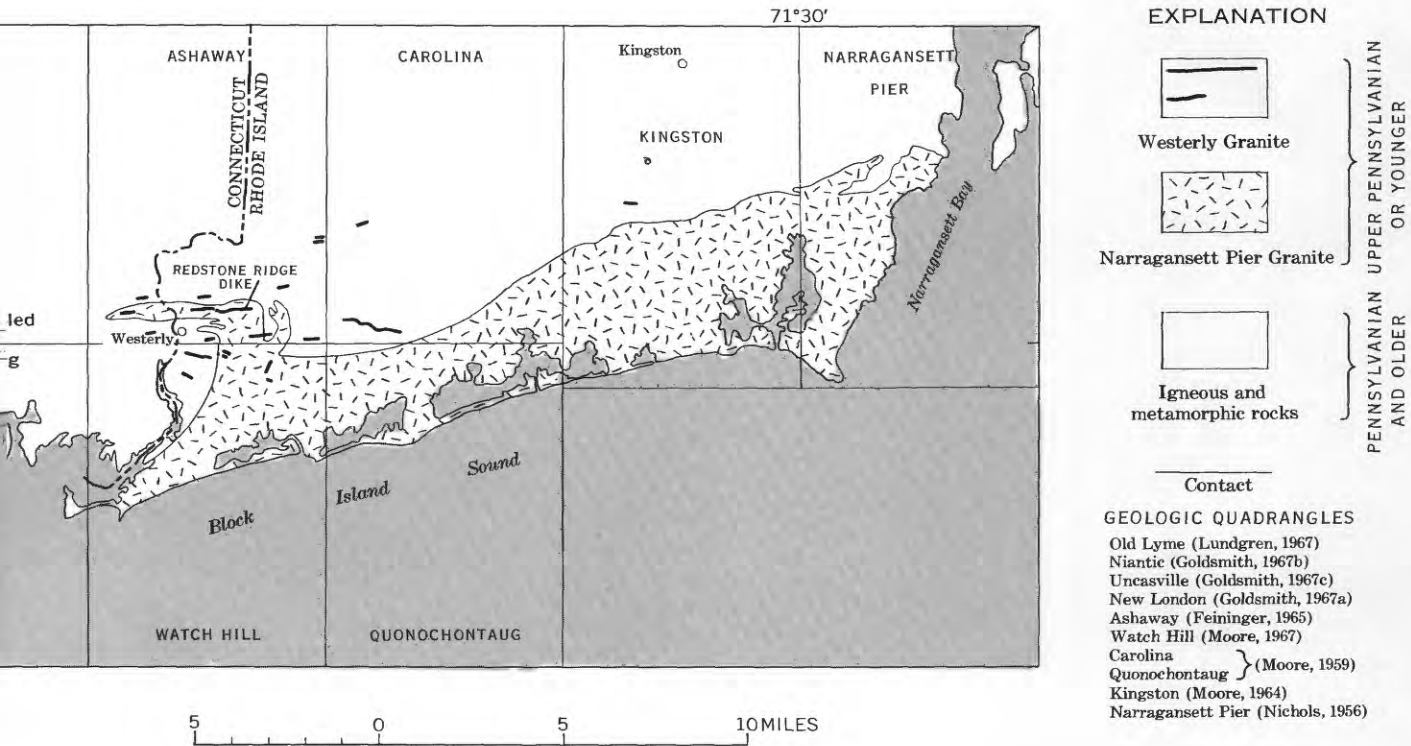 71°30'
ASHAWAY
CAROLINA
Kingston
NARRAGANSETT
PIER
CONNECTICUT
RHODE ISLAND
KINGSTON
REDSTONE RIDGE
DIKE
led
Westerly
g
Narragansett Bay
Block Island Sound
WATCH HILL
QUONOCHONTAUG
5 0 5 10 MILES
EXPLANATION
Westerly Granite
Narragansett Pier Granite
UPPER PENNSYLVANIAN
OR YOUNGER
Igneous and
metamorphic rocks
PENNSYLVANIAN
AND OLDER
Contact
GEOLOGIC QUADRANGLES
Old Lyme (Lundgren, 1967)
Niantic (Goldsmith, 1967b)
Uncasville (Goldsmith, 1967c)
New London (Goldsmith, 1967a)
Ashaway (Feininger, 1965)
Watch Hill (Moore, 1967)
Carolina
Quonochontaug } (Moore, 1959)
Kingston (Moore, 1964)
Narragansett Pier (Nichols, 1956)